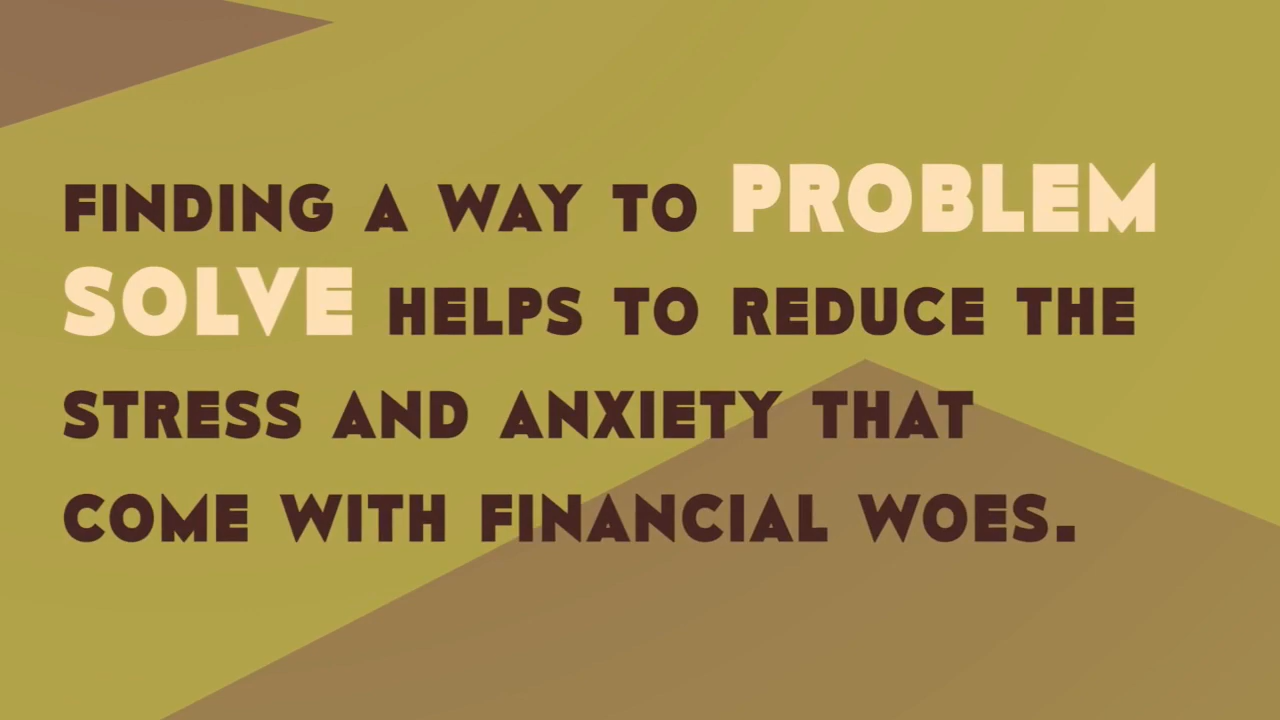 FINDING A WAY TO PROBLEM
SOLVE HELPS TO REDUCE THE
STRESS AND ANXIETY THAT
COME WITH FINANCIAL WOES.